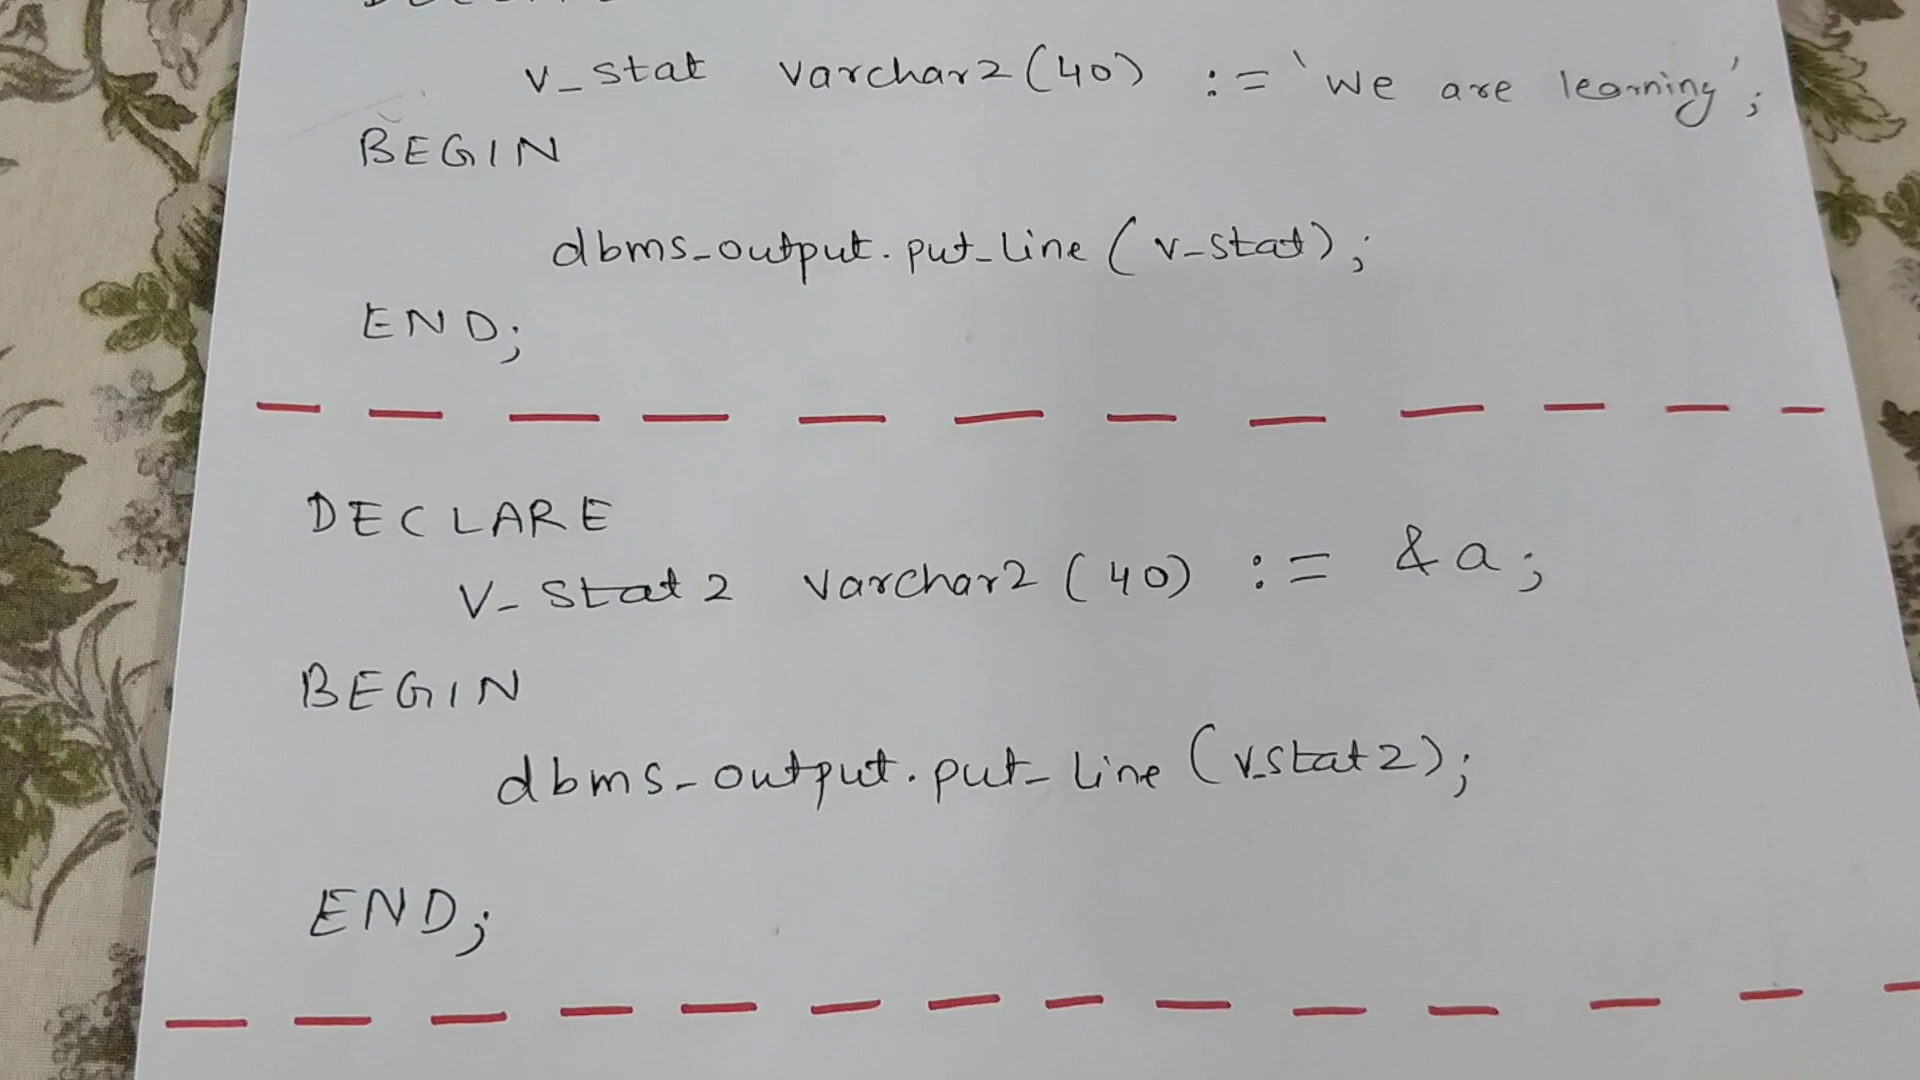 v_stat varchar2(40) := 'we are learning';
BEGIN
dbms_output.put_line(v_stat);
END;
DECLARE
v_stat2 varchar2(40) := &a;
BEGIN
dbms_output.put_line(v_stat2);
END;